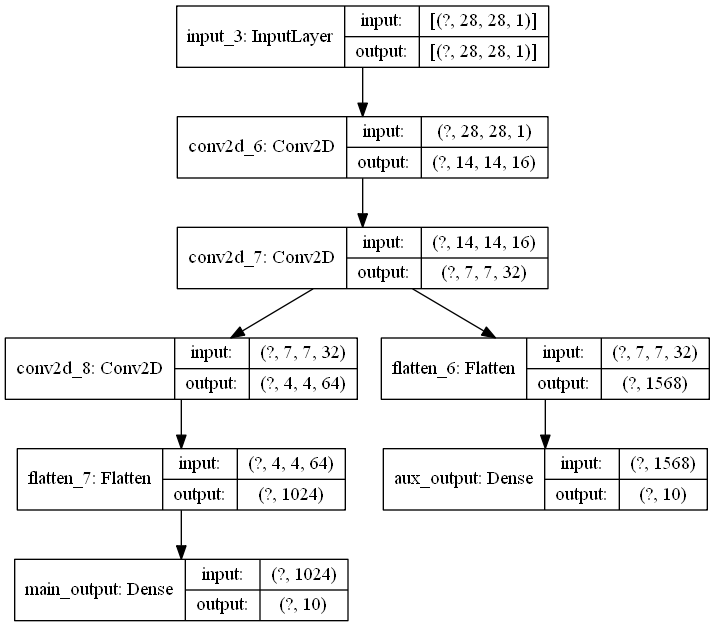 input_3: InputLayer
input: [(?, 28, 28, 1)]
output: [(?, 28, 28, 1)]
conv2d_6: Conv2D
input: (?, 28, 28, 1)
output: (?, 14, 14, 16)
conv2d_7: Conv2D
input: (?, 14, 14, 16)
output: (?, 7, 7, 32)
conv2d_8: Conv2D
input: (?, 7, 7, 32)
output: (?, 4, 4, 64)
flatten_6: Flatten
input: (?, 7, 7, 32)
output: (?, 1568)
flatten_7: Flatten
input: (?, 4, 4, 64)
output: (?, 1024)
aux_output: Dense
input: (?, 1568)
output: (?, 10)
main_output: Dense
input: (?, 1024)
output: (?, 10)